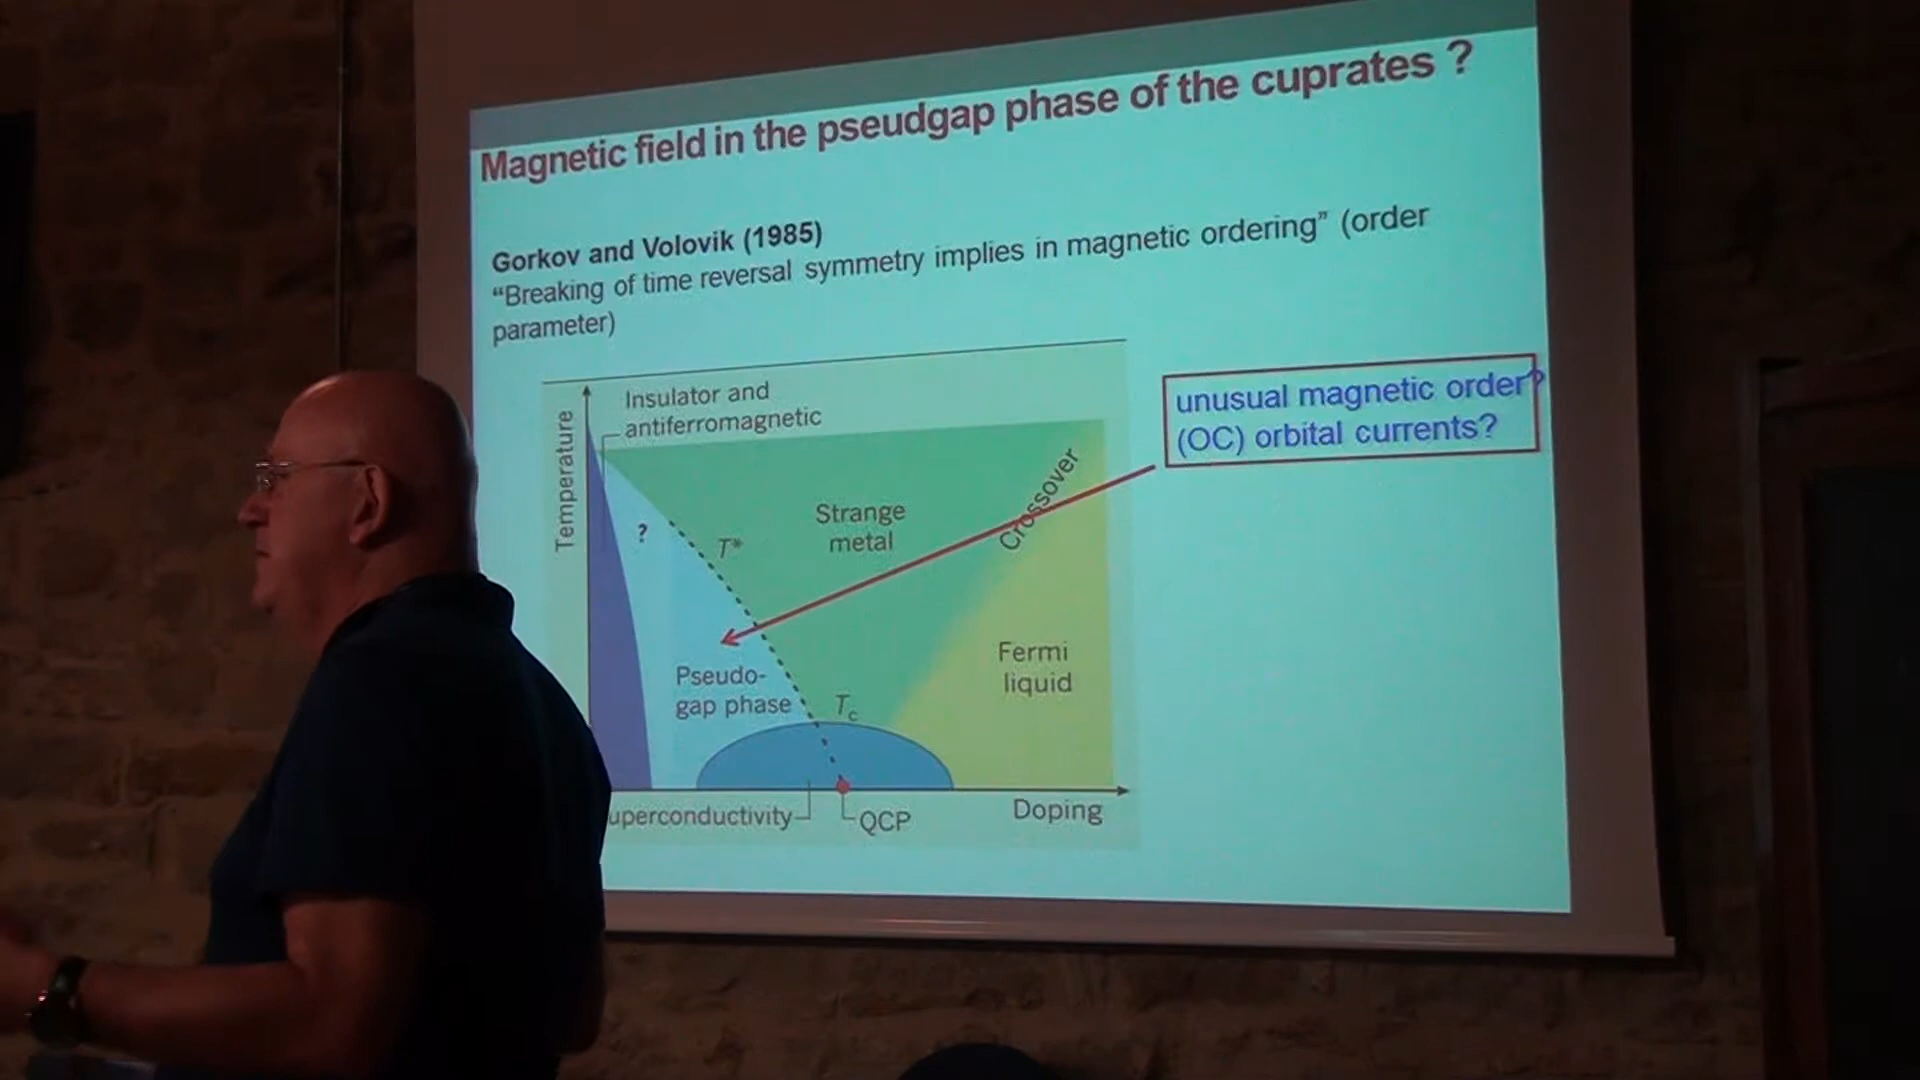 Magnetic field in the pseudgap phase of the cuprates ?
Gorkov and Volovik (1985)
“Breaking of time reversal symmetry implies in magnetic ordering” (order
parameter)
Insulator and
antiferromagnetic
Temperature
unusual magnetic order?
(OC) orbital currents?
Crossover
Strange
metal
?
T*
Fermi
liquid
Pseudo-
gap phase
Tc
uperconductivity
QCP
Doping